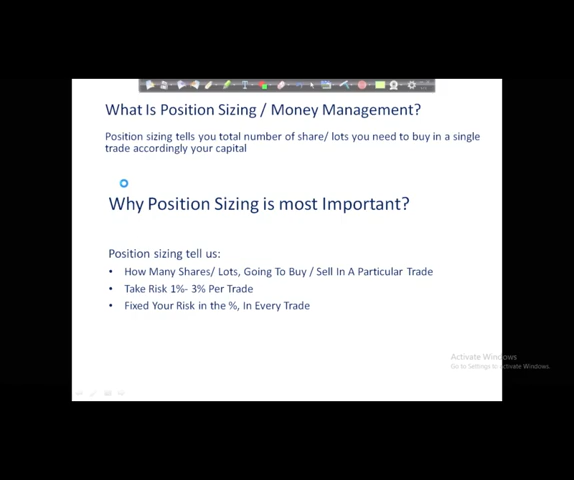 What Is Position Sizing / Money Management?
Position sizing tells you total number of share/ lots you need to buy in a single
trade accordingly your capital
Why Position Sizing is most Important?
Position sizing tell us:
• How Many Shares/ Lots, Going To Buy / Sell In A Particular Trade
• Take Risk 1%- 3% Per Trade
• Fixed Your Risk in the %, In Every Trade
Activate Windows
Go to Settings to activate Windows.